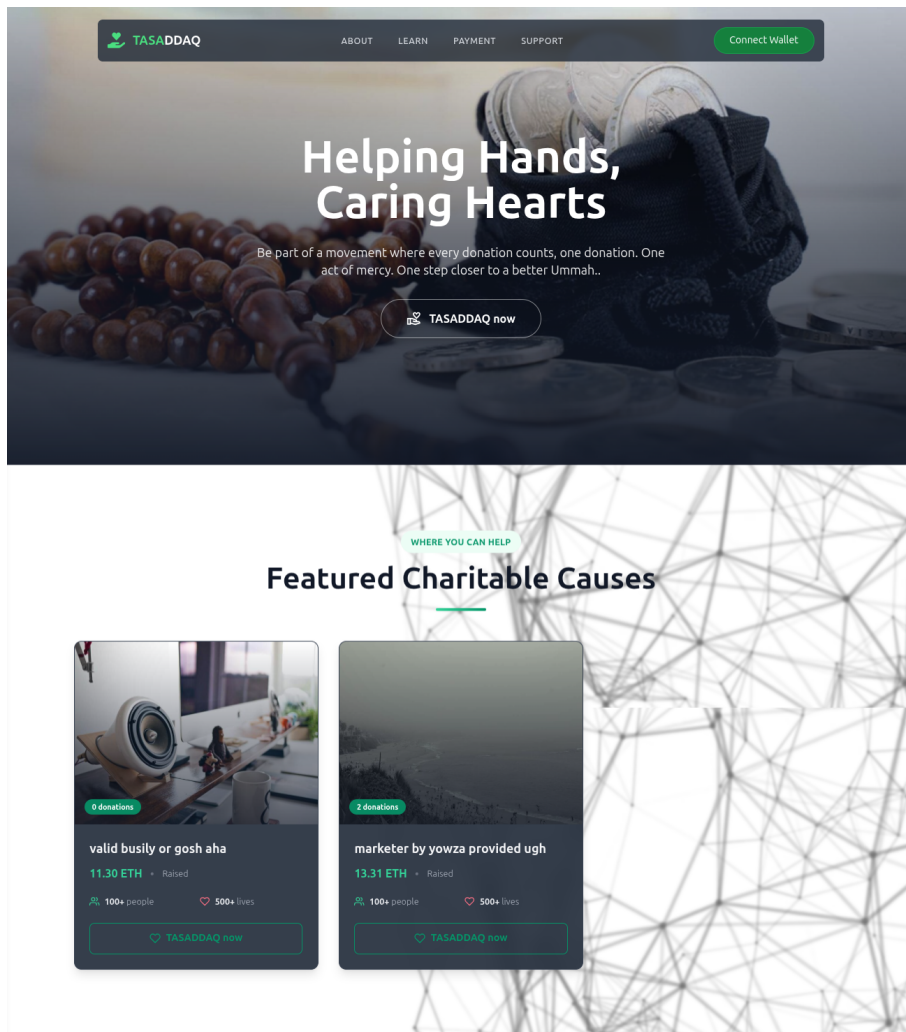 TASADDAQ
ABOUT
LEARN
PAYMENT
SUPPORT
Connect Wallet
Helping Hands,
Caring Hearts
Be part of a movement where every donation counts, one donation. One
act of mercy. One step closer to a better Ummah..
TASADDAQ now
WHERE YOU CAN HELP
Featured Charitable Causes
0 donations
valid busily or gosh aha
11.30 ETH • Raised
100+ people
500+ lives
TASADDAQ now
2 donations
marketer by yowza provided ugh
13.31 ETH • Raised
100+ people
500+ lives
TASADDAQ now